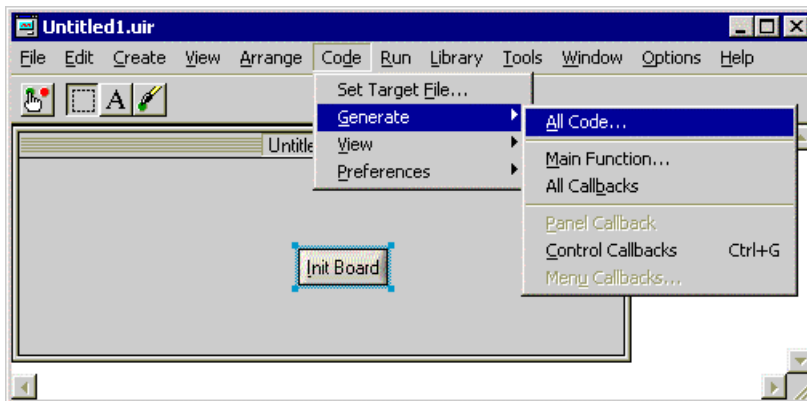 Untitled1.uir
File Edit Create View Arrange Code Run Library Tools Window Options Help
A
Set Target File...
Generate
View
Preferences
All Code...
Main Function...
All Callbacks
Panel Callback
Control Callbacks Ctrl+G
Menu Callbacks...
Untitle
Init Board